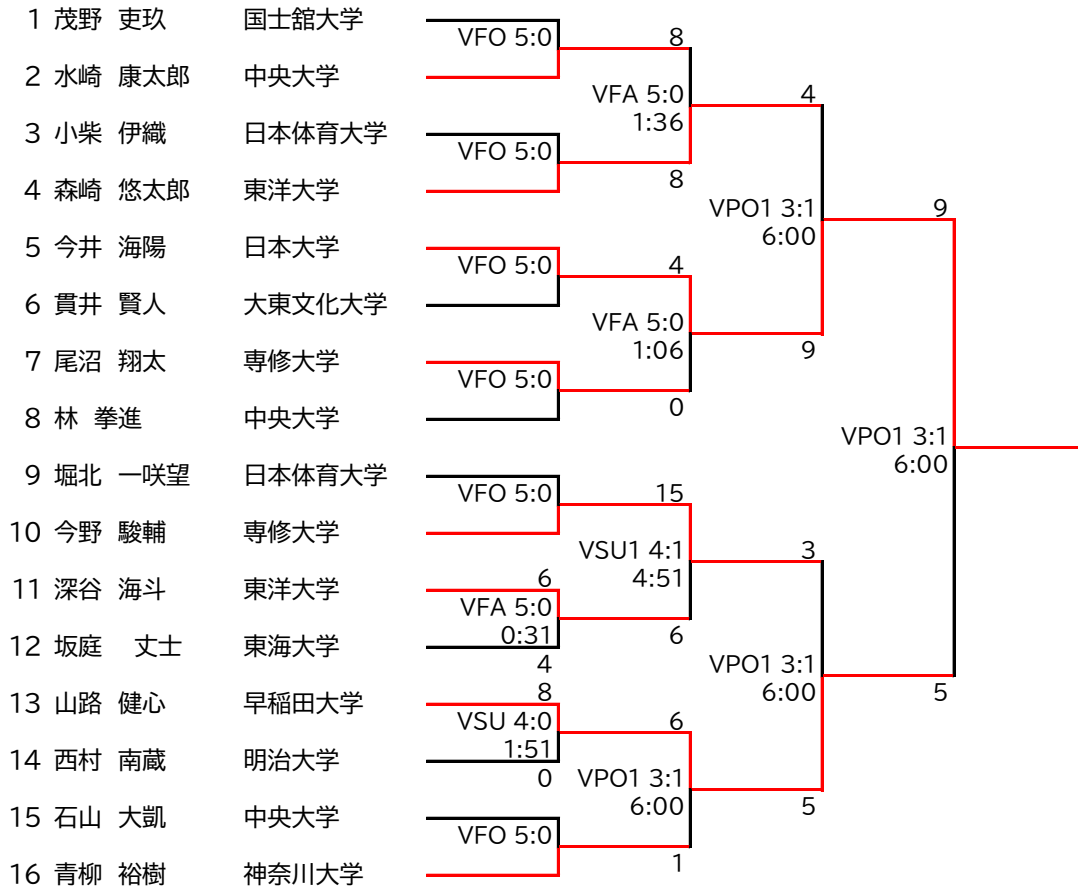 1 茂野 吏玖 国士舘大学
VFO 5:0
8
2 水崎 康太郎 中央大学
VFA 5:0
1:36
4
3 小柴 伊織 日本体育大学
VFO 5:0
8
4 森崎 悠太郎 東洋大学
VPO1 3:1
6:00
9
5 今井 海陽 日本大学
VFO 5:0
4
6 貫井 賢人 大東文化大学
VFA 5:0
1:06
9
7 尾沼 翔太 専修大学
VFO 5:0
0
8 林 拳進 中央大学
VPO1 3:1
6:00
9 堀北 一咲望 日本体育大学
VFO 5:0
15
10 今野 駿輔 専修大学
VSU1 4:1
4:51
3
11 深谷 海斗 東洋大学
6
VFA 5:0
0:31
4
6
12 坂庭 丈士 東海大学
VPO1 3:1
6:00
5
13 山路 健心 早稲田大学
8
VSU 4:0
1:51
0
6
14 西村 南蔵 明治大学
VPO1 3:1
6:00
5
15 石山 大凱 中央大学
VFO 5:0
1
16 青柳 裕樹 神奈川大学